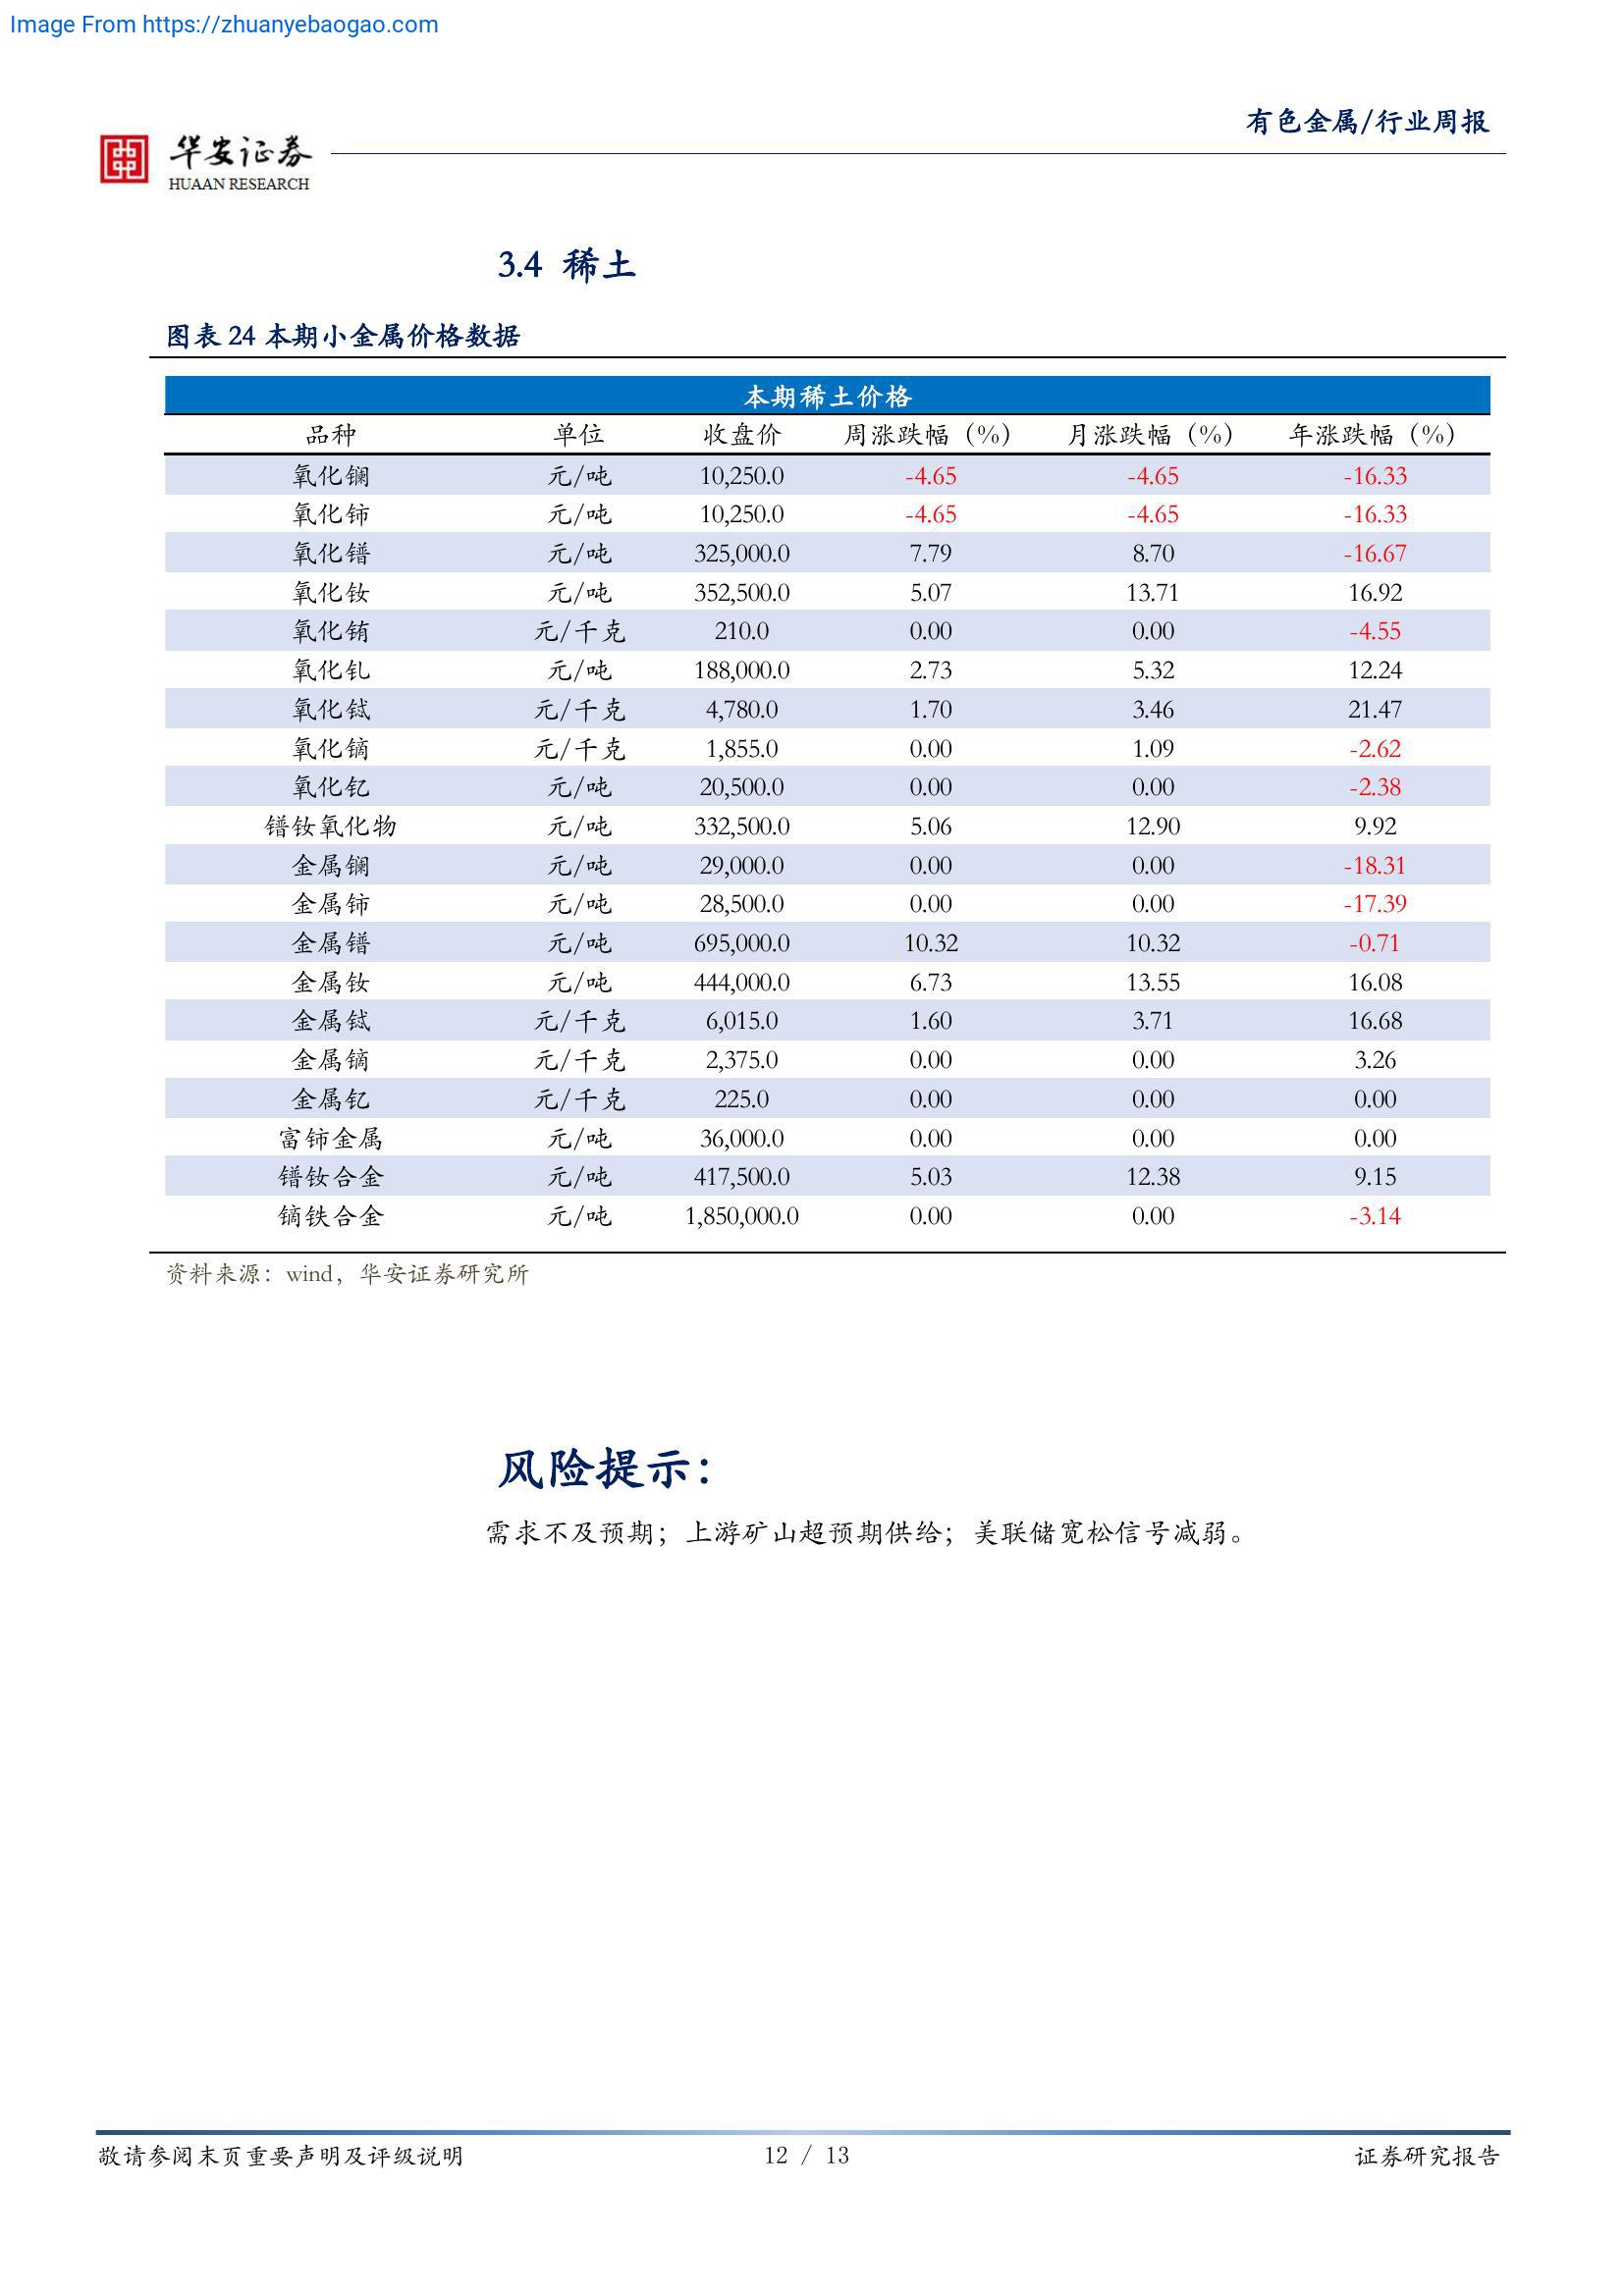 Image From https://zhuanyebaogao.com
有色金属/行业周报
华安证券
HUAAN RESEARCH
3.4 稀土
图表 24 本期小金属价格数据
本期稀土价格
品种 单位 收盘价 周涨跌幅（%） 月涨跌幅（%） 年涨跌幅（%）
氧化镧 元/吨 10,250.0 -4.65 -4.65 -16.33
氧化铈 元/吨 10,250.0 -4.65 -4.65 -16.33
氧化镨 元/吨 325,000.0 7.79 8.70 -16.67
氧化钕 元/吨 352,500.0 5.07 13.71 16.92
氧化铕 元/千克 210.0 0.00 0.00 -4.55
氧化钆 元/吨 188,000.0 2.73 5.32 12.24
氧化铽 元/千克 4,780.0 1.70 3.46 21.47
氧化镝 元/千克 1,855.0 0.00 1.09 -2.62
氧化钇 元/吨 20,500.0 0.00 0.00 -2.38
镨钕氧化物 元/吨 332,500.0 5.06 12.90 9.92
金属镧 元/吨 29,000.0 0.00 0.00 -18.31
金属铈 元/吨 28,500.0 0.00 0.00 -17.39
金属镨 元/吨 695,000.0 10.32 10.32 -0.71
金属钕 元/吨 444,000.0 6.73 13.55 16.08
金属铽 元/千克 6,015.0 1.60 3.71 16.68
金属镝 元/千克 2,375.0 0.00 0.00 3.26
金属钇 元/千克 225.0 0.00 0.00 0.00
富铈金属 元/吨 36,000.0 0.00 0.00 0.00
镨钕合金 元/吨 417,500.0 5.03 12.38 9.15
镝铁合金 元/吨 1,850,000.0 0.00 0.00 -3.14
资料来源：wind，华安证券研究所
风险提示：
需求不及预期；上游矿山超预期供给；美联储宽松信号减弱。
敬请参阅末页重要声明及评级说明 12 / 13 证券研究报告